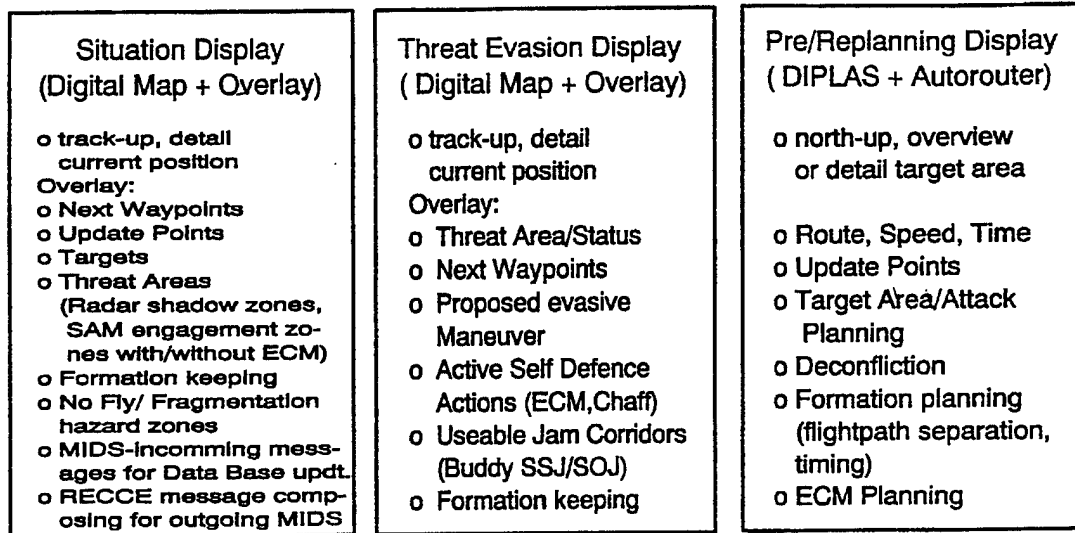 Situation Display
(Digital Map + Overlay)
o track-up, detail
current position
Overlay:
o Next Waypoints
o Update Points
o Targets
o Threat Areas
(Radar shadow zones,
SAM engagement zo-
nes with/without ECM)
o Formation keeping
o No Fly/ Fragmentation
hazard zones
o MIDS-incomming mess-
ages for Data Base updt.
o RECCE message comp-
osing for outgoing MIDS
Threat Evasion Display
( Digital Map + Overlay)
o track-up, detail
current position
Overlay:
o Threat Area/Status
o Next Waypoints
o Proposed evasive
Maneuver
o Active Self Defence
Actions (ECM,Chaff)
o Useable Jam Corridors
(Buddy SSJ/SOJ)
o Formation keeping
Pre/Replanning Display
( DIPLAS + Autorouter)
o north-up, overview
or detail target area
o Route, Speed, Time
o Update Points
o Target Area/Attack
Planning
o Deconfliction
o Formation planning
(flightpath separation,
timing)
o ECM Planning